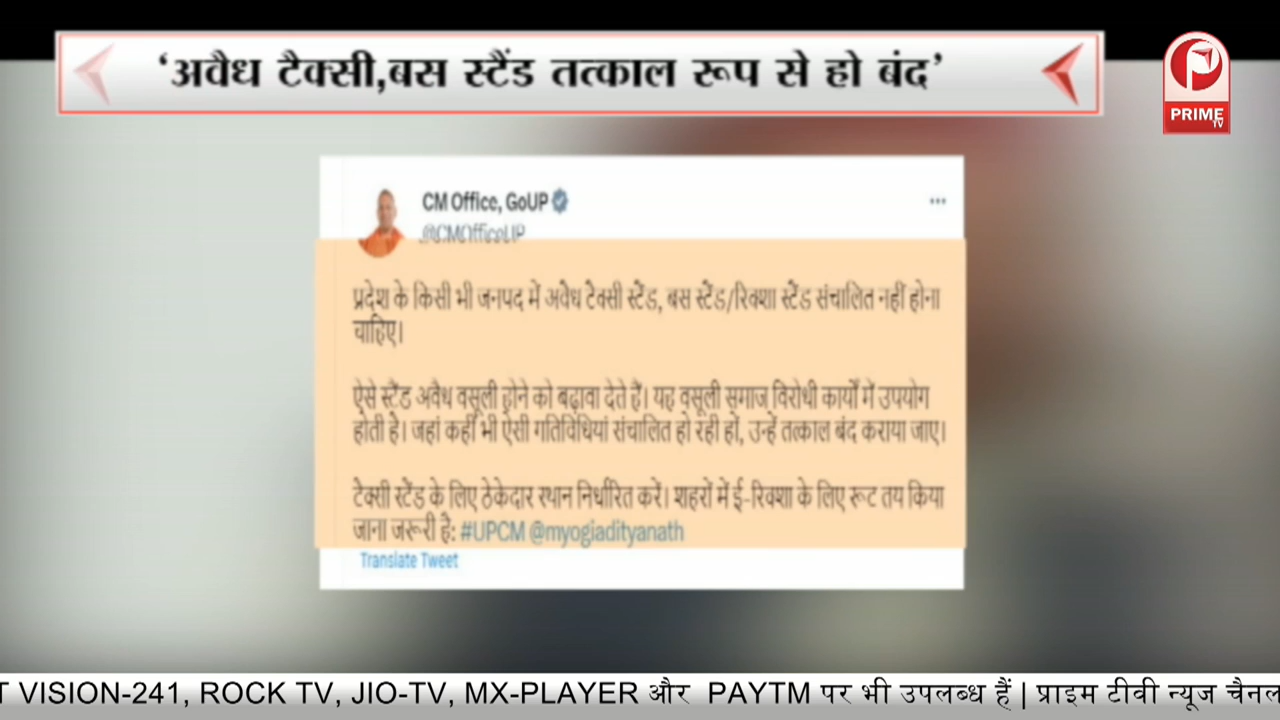 ‘अवैध टैक्सी,बस स्टैंड तत्काल रूप से हो बंद’
PRIME
TV
CM Office, GoUP
@CMOfficeUP
प्रदेश के किसी भी जनपद में अवैध टैक्सी स्टैंड, बस स्टैंड/रिक्शा स्टैंड संचालित नहीं होना
चाहिए।
ऐसे स्टैंड अवैध वसूली होने को बढ़ावा देते हैं। यह वसूली समाज विरोधी कार्यों में उपयोग
होती है। जहां कहीं भी ऐसी गतिविधियां संचालित हो रही हों, उन्हें तत्काल बंद कराया जाए।
टैक्सी स्टैंड के लिए ठेकेदार स्थान निर्धारित करें। शहरों में ई-रिक्शा के लिए रूट तय किया
जाना जरूरी है: #UPCM @myogiadityanath
Translate Tweet
T VISION-241, ROCK TV, JIO-TV, MX-PLAYER और PAYTM पर भी उपलब्ध हैं | प्राइम टीवी न्यूज चैनल